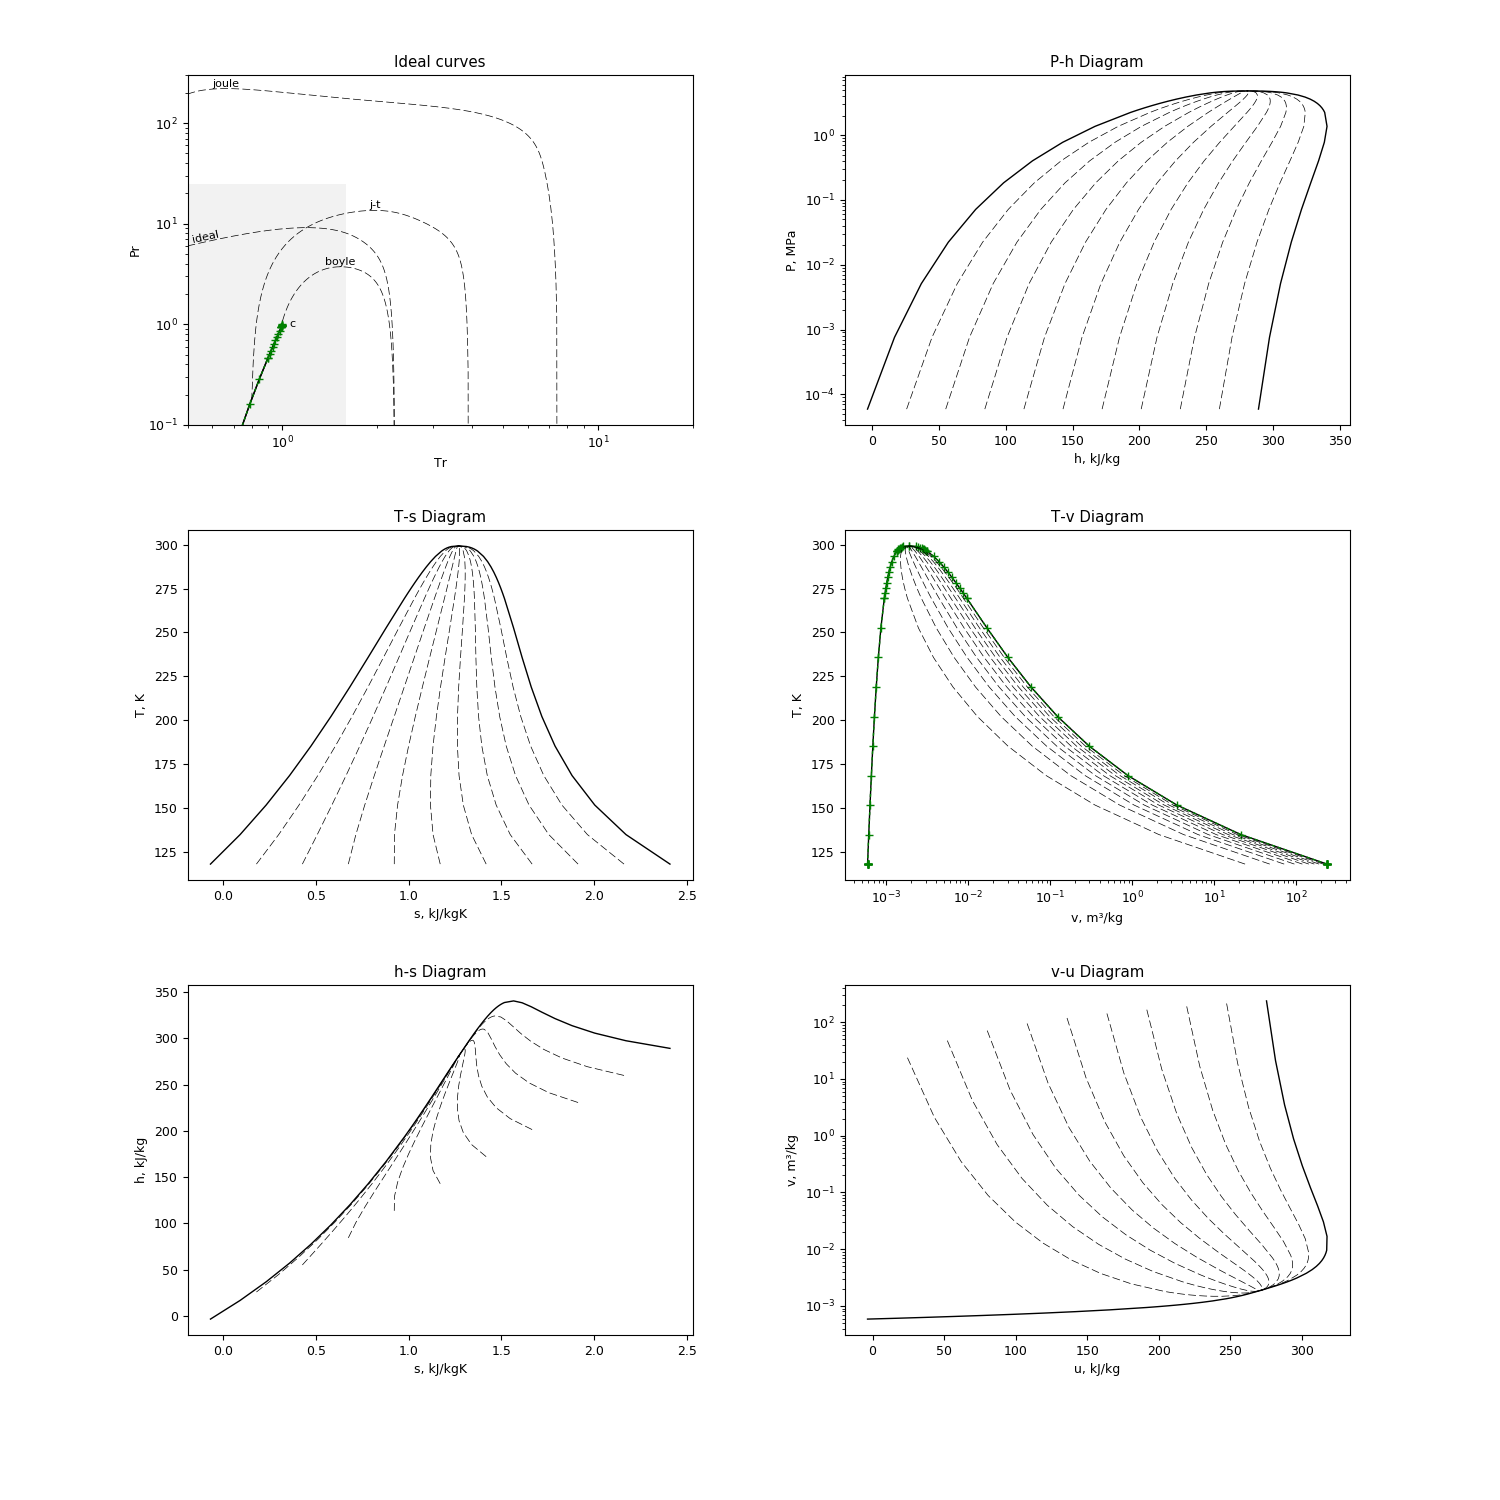 Ideal curves
Pr
10² 10¹ 10⁰ 10⁻¹
joule
j-t
ideal
boyle
c
10⁰ 10¹
Tr
P-h Diagram
P, MPa
10⁰ 10⁻¹ 10⁻² 10⁻³ 10⁻⁴
0 50 100 150 200 250 300 350
h, kJ/kg
T-s Diagram
T, K
300 275 250 225 200 175 150 125
0.0 0.5 1.0 1.5 2.0 2.5
s, kJ/kgK
T-v Diagram
T, K
300 275 250 225 200 175 150 125
10⁻³ 10⁻² 10⁻¹ 10⁰ 10¹ 10²
v, m³/kg
h-s Diagram
h, kJ/kg
350 300 250 200 150 100 50 0
0.0 0.5 1.0 1.5 2.0 2.5
s, kJ/kgK
v-u Diagram
v, m³/kg
10² 10¹ 10⁰ 10⁻¹ 10⁻² 10⁻³
0 50 100 150 200 250 300
u, kJ/kg